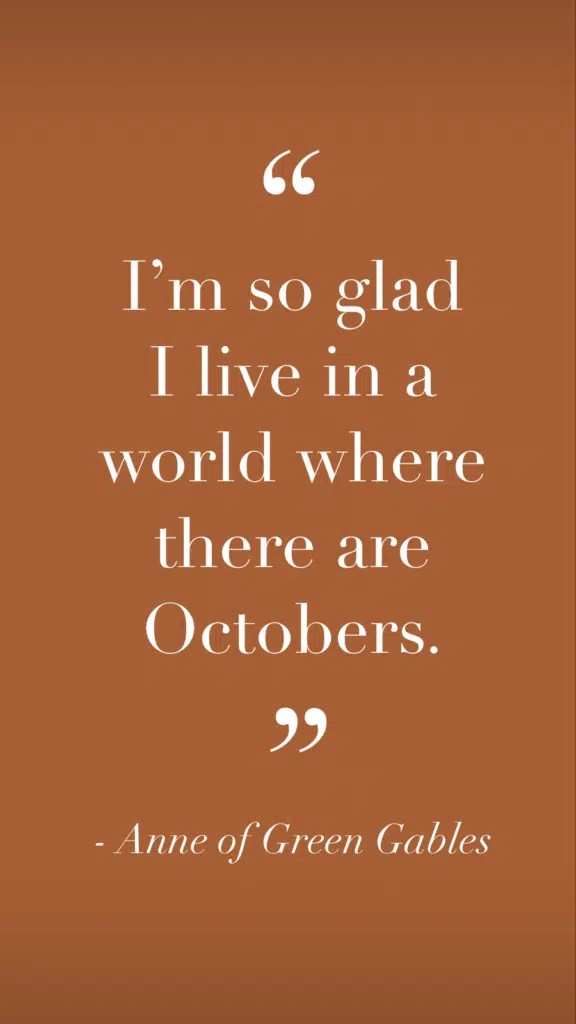 “
I’m so glad
I live in a
world where
there are
Octobers.
”
- Anne of Green Gables